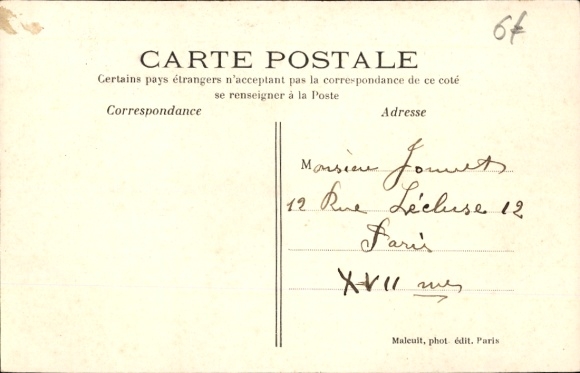 6f
CARTE POSTALE
Certains pays étrangers n'acceptant pas la correspondance de ce coté
se renseigner à la Poste
Correspondance
Adresse
Monsieur Jouvet
12 Rue Lécluse 12
Paris
XVII me
Malcuit, phot. édit. Paris